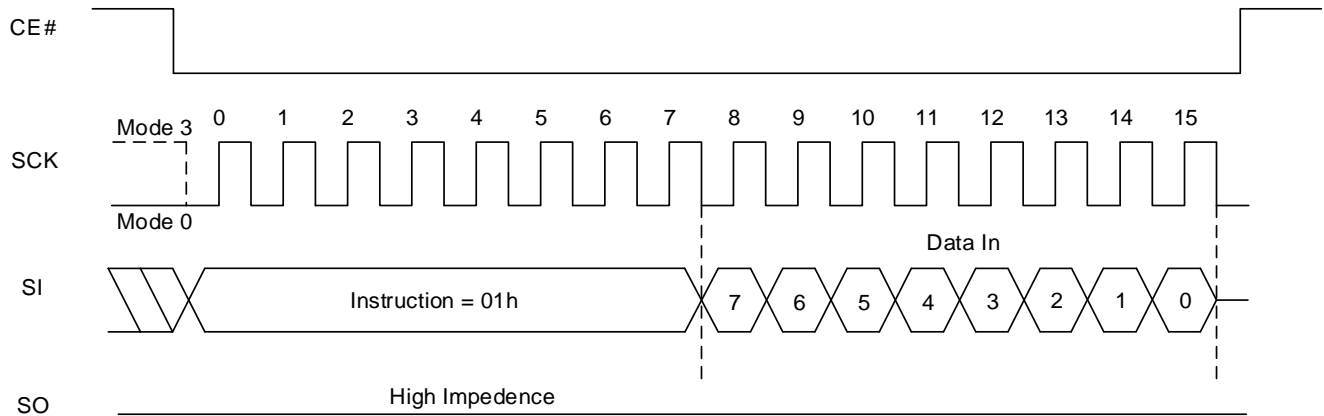 CE#
0 1 2 3 4 5 6 7 8 9 10 11 12 13 14 15
Mode 3
SCK
Mode 0
Data In
SI
Instruction = 01h
7 6 5 4 3 2 1 0
High Impedence
SO